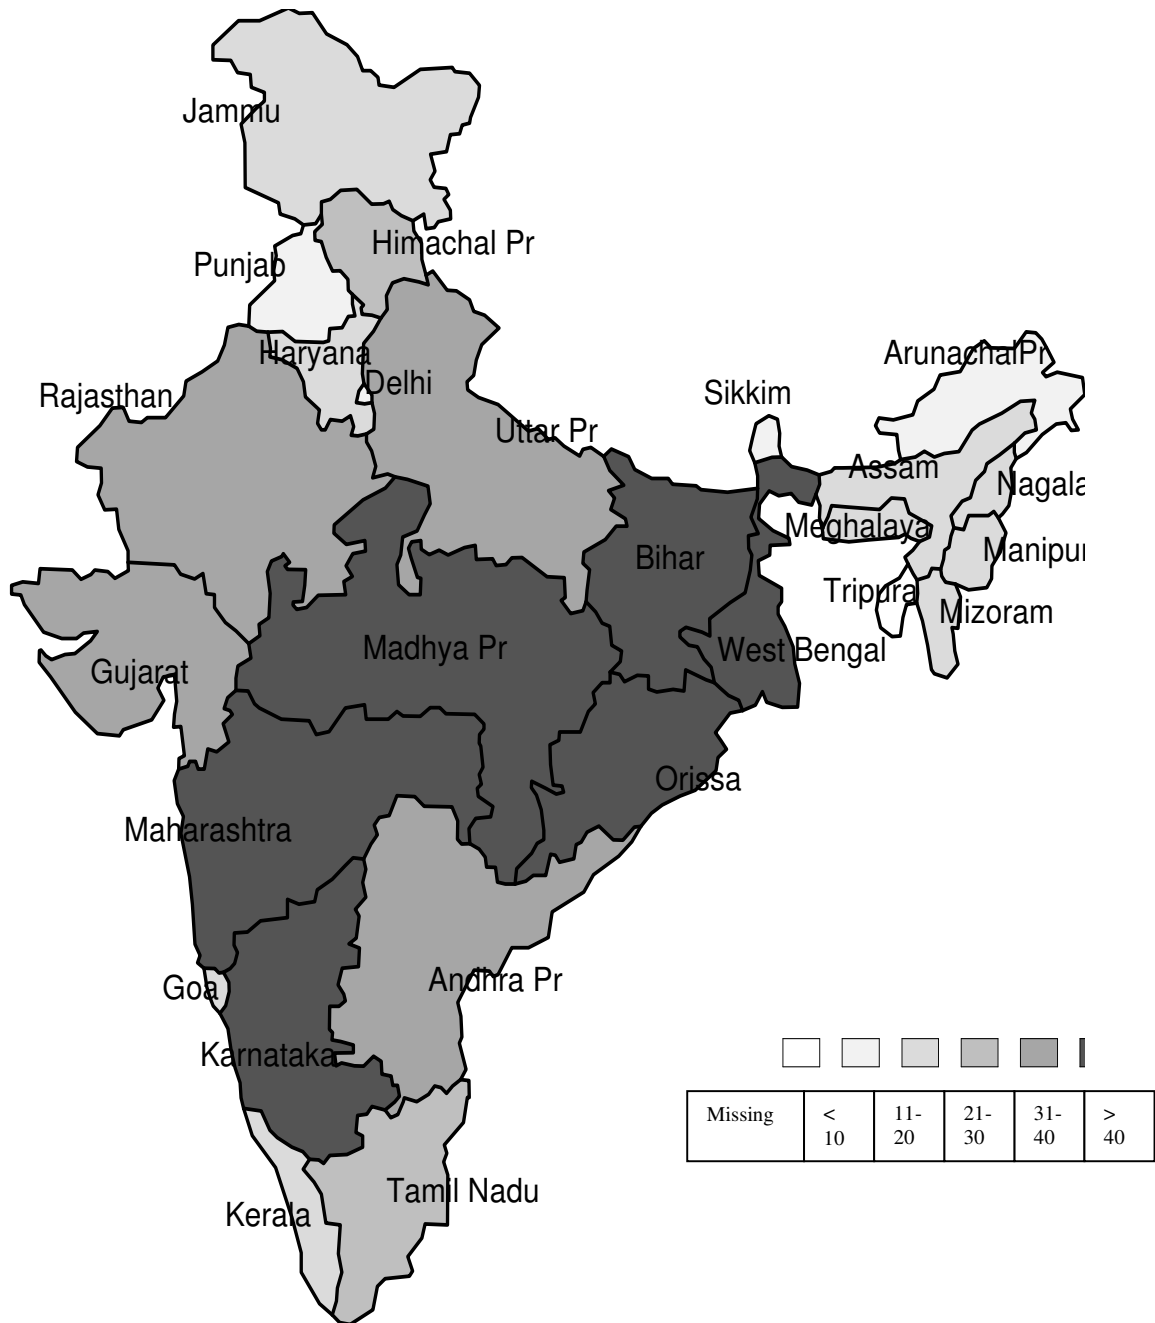 Jammu
Himachal Pr
Punjab
Haryana
ArunachalPr
Delhi
Sikkim
Rajasthan
Uttar Pr
Assam
Nagala
Meghalaya
Manipur
Bihar
Tripura
Mizoram
Madhya Pr
West Bengal
Gujarat
Orissa
Maharashtra
Andhra Pr
Goa
Karnataka
Missing < 11- 21- 31- >
10 20 30 40 40
Tamil Nadu
Kerala